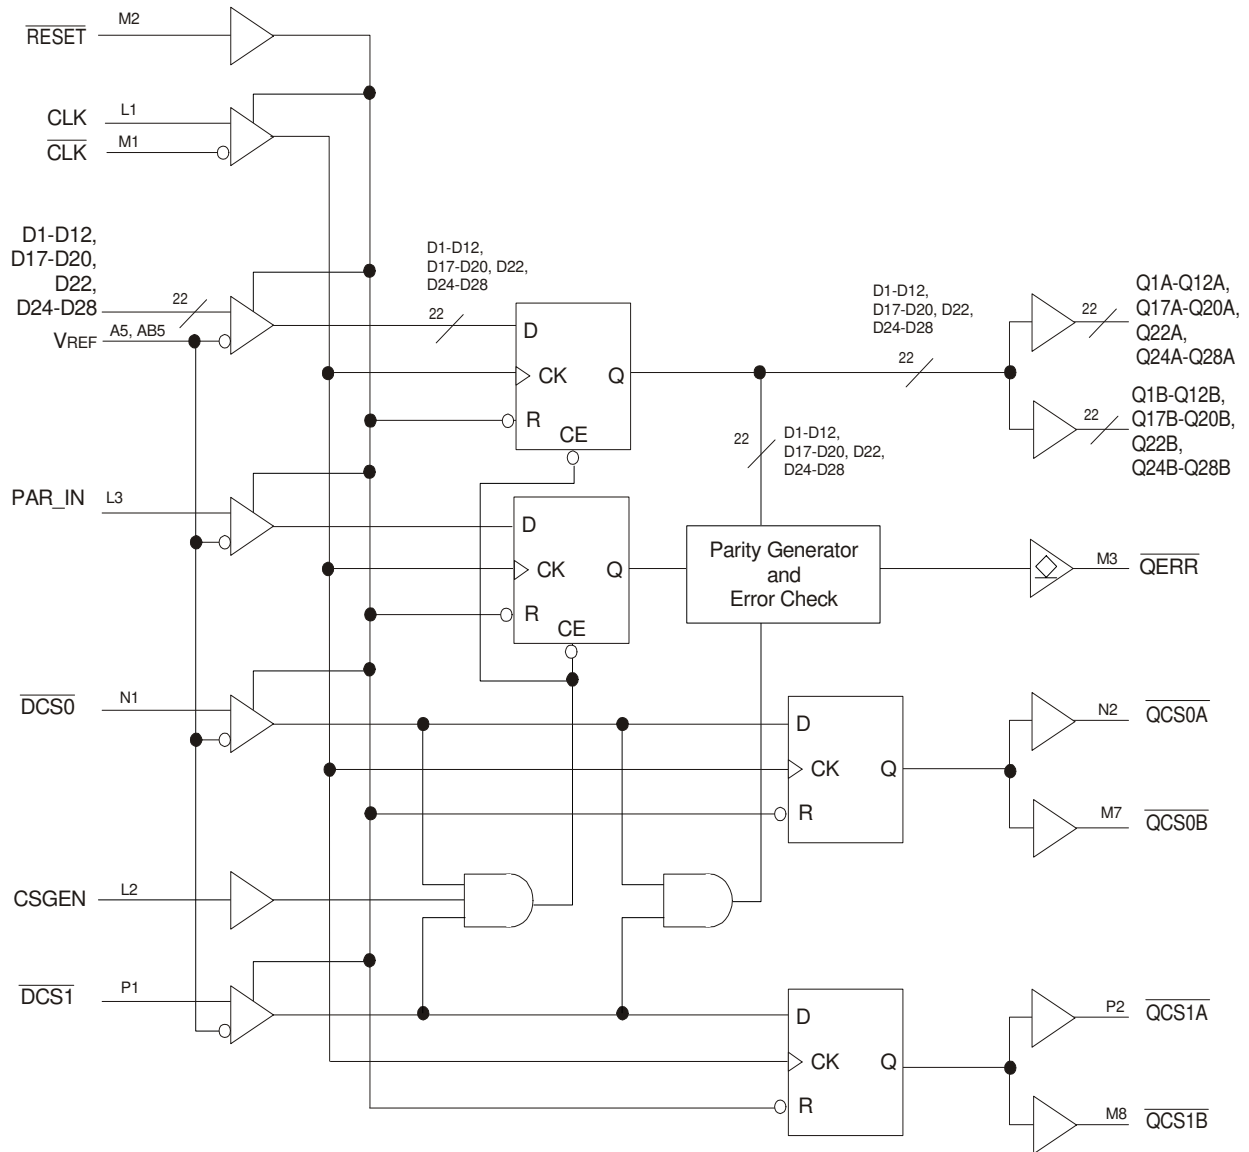 RESET
M2
CLK
L1
CLK
M1
D1-D12,
D17-D20,
D22,
D24-D28
22
VREF
A5, AB5
D1-D12,
D17-D20, D22,
D24-D28
22
D
CK
Q
R
CE
D1-D12,
D17-D20, D22,
D24-D28
22
22
Q1A-Q12A,
Q17A-Q20A,
Q22A,
Q24A-Q28A
22
Q1B-Q12B,
Q17B-Q20B,
Q22B,
Q24B-Q28B
22
D1-D12,
D17-D20, D22,
D24-D28
PAR_IN
L3
D
CK
Q
R
CE
Parity Generator
and
Error Check
M3
QERR
DCS0
N1
D
CK
Q
R
N2
QCS0A
M7
QCS0B
CSGEN
L2
DCS1
P1
D
CK
Q
R
P2
QCS1A
M8
QCS1B